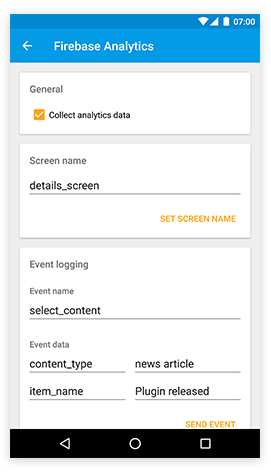 07:00
Firebase Analytics
General
Collect analytics data
Screen name
details_screen
SET SCREEN NAME
Event logging
Event name
select_content
Event data
content_type news article
item_name Plugin released
SEND EVENT